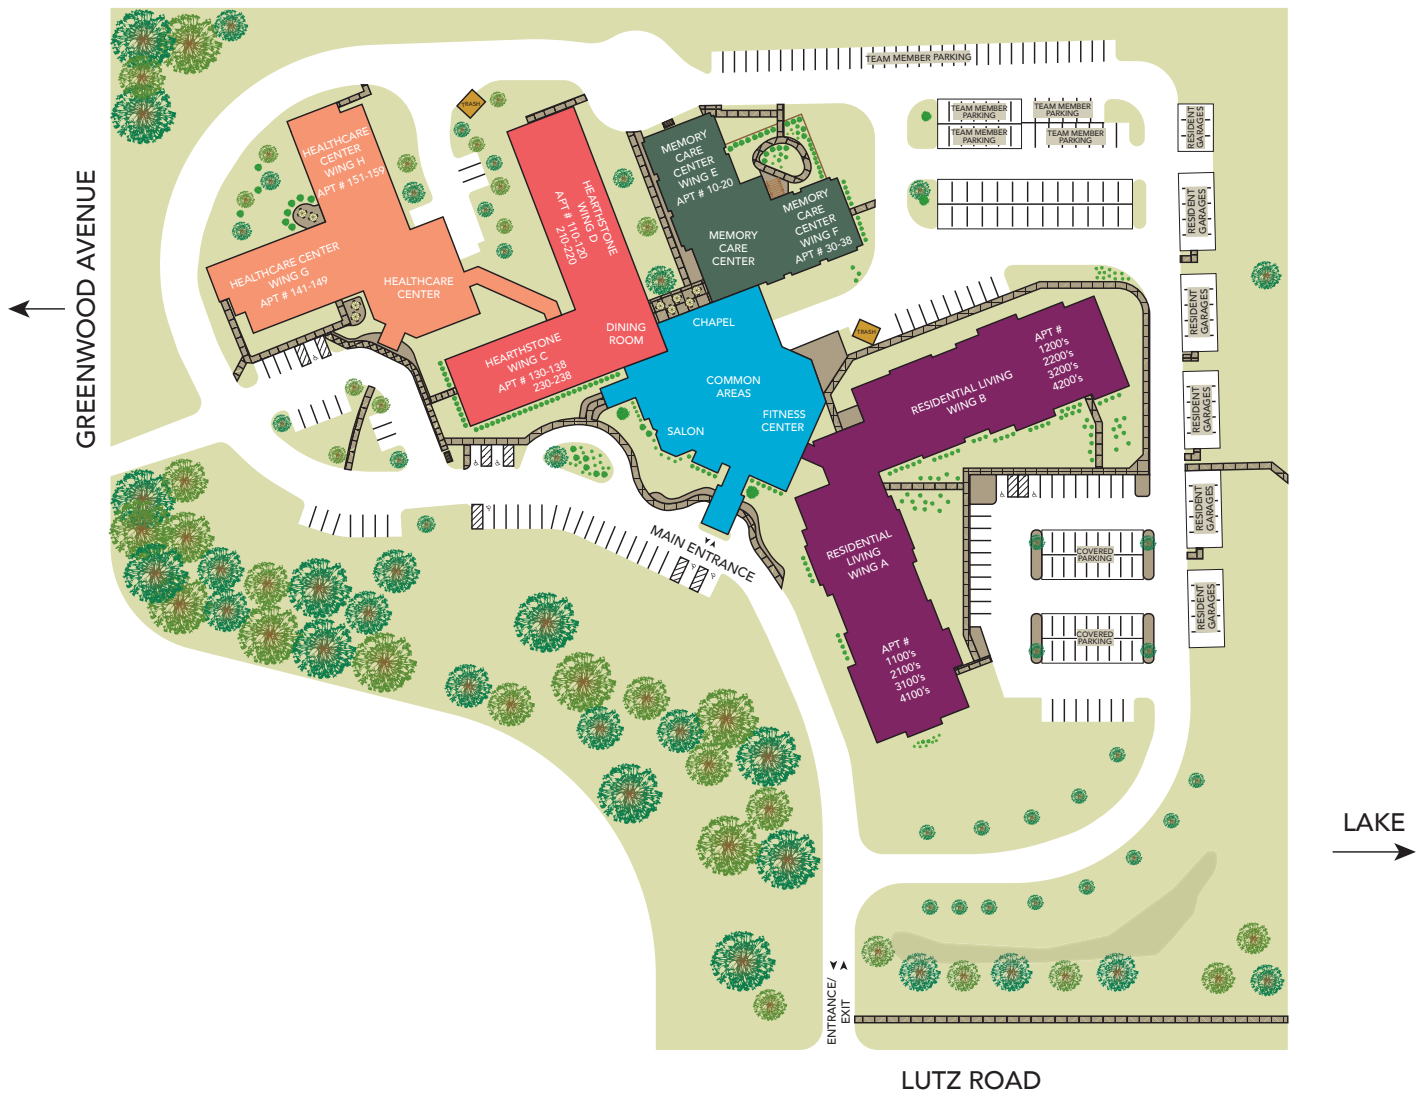 TEAM MEMBER PARKING
TRASH
TEAM MEMBER
PARKING
TEAM MEMBER
PARKING
TEAM MEMBER
PARKING
TEAM MEMBER
PARKING
RESIDENT
GARAGES
HEALTHCARE
CENTER
WING H
APT # 151-159
MEMORY
CARE
CENTER
WING E
APT # 10-20
HEARTHSTONE
WING D
APT # 110-120
210-220
MEMORY
CARE
CENTER
WING F
APT # 30-38
RESIDENT
GARAGES
GREENWOOD AVENUE
HEALTHCARE CENTER
WING G
APT # 141-149
HEALTHCARE
CENTER
MEMORY
CARE
CENTER
RESIDENT
GARAGES
CHAPEL
DINING
ROOM
TRASH
HEARTHSTONE
WING C
APT # 130-138
230-238
COMMON
AREAS
FITNESS
CENTER
SALON
RESIDENTIAL LIVING
WING B
APT #
1200's
2200's
3200's
4200's
RESIDENT
GARAGES
RESIDENT
GARAGES
MAIN ENTRANCE
RESIDENTIAL
LIVING
WING A
COVERED
PARKING
RESIDENT
GARAGES
COVERED
PARKING
APT #
1100's
2100's
3100's
4100's
LAKE
ENTRANCE/
EXIT
LUTZ ROAD